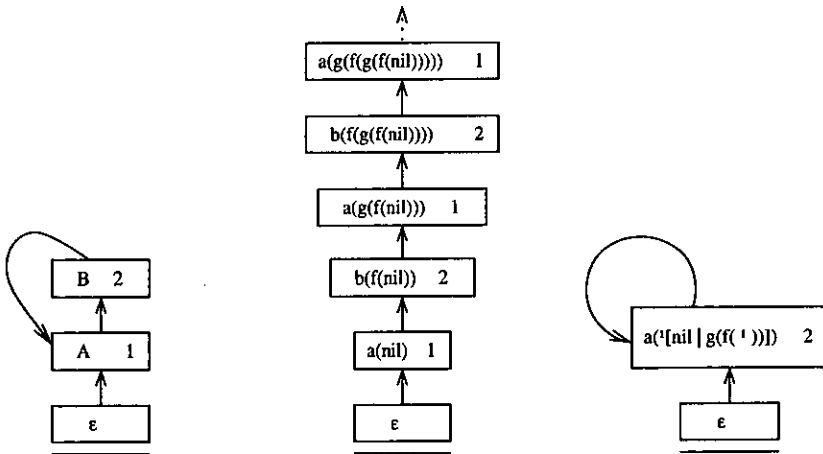 B 2
A 1
ε
a(g(f(g(f(nil))))) 1
b(f(g(f(nil)))) 2
a(g(f(nil))) 1
b(f(nil)) 2
a(nil) 1
ε
a(¹[nil | g(f( ¹ ))]) 2
ε